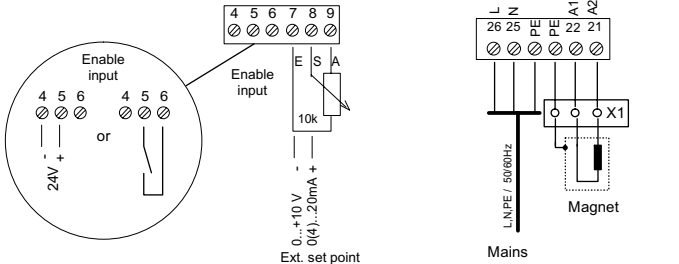 4 5 6 7 8 9
Enable
input
4 5 6
4 5 6
or
24V - +
Enable
input
E S A
10k
- +
0...+10 V
0(4)...20mA
Ext. set point
L N A1 A2
26 25 PE PE 22 21
X1
L,N,PE / 50/60Hz
Magnet
Mains